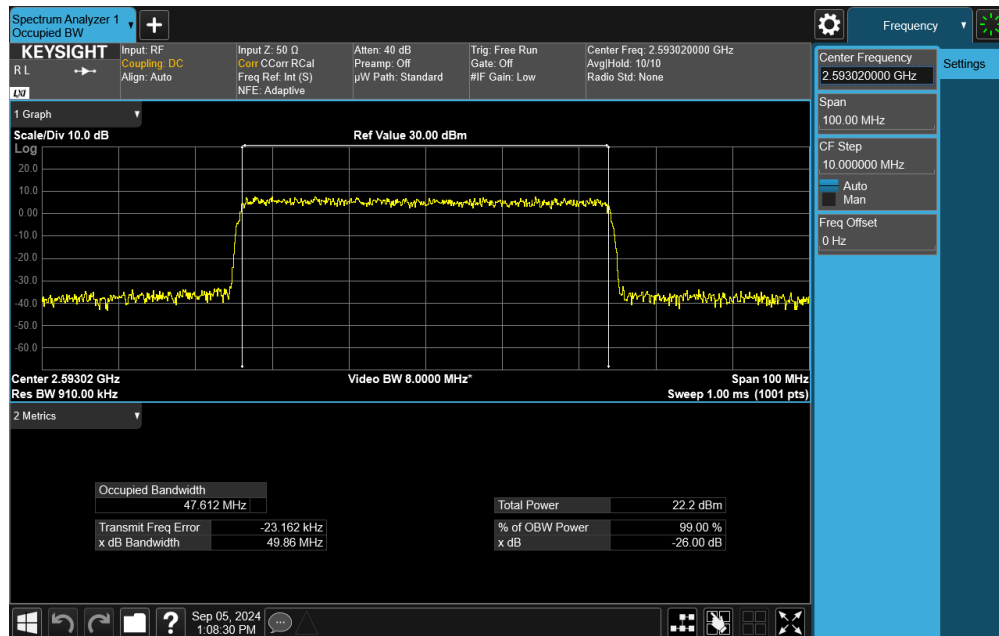 Spectrum Analyzer 1
Occupied BW
Frequency
KEYSIGHT
R L
LXI
Input: RF
Coupling: DC
Align: Auto
Input Z: 50 Ω
Corr CCorr RCal
Freq Ref: Int (S)
NFE: Adaptive
Atten: 40 dB
Preamp: Off
µW Path: Standard
Trig: Free Run
Gate: Off
#IF Gain: Low
Center Freq: 2.593020000 GHz
Avg|Hold: 10/10
Radio Std: None
Center Frequency
2.593020000 GHz
Settings
Span
100.00 MHz
CF Step
10.000000 MHz
Auto
Man
Freq Offset
0 Hz
1 Graph
Scale/Div 10.0 dB
Ref Value 30.00 dBm
Log
20.0
10.0
0.00
-10.0
-20.0
-30.0
-40.0
-50.0
-60.0
Center 2.59302 GHz
Video BW 8.0000 MHz*
Span 100 MHz
Res BW 910.00 kHz
Sweep 1.00 ms (1001 pts)
2 Metrics
Occupied Bandwidth
47.612 MHz
Total Power 22.2 dBm
Transmit Freq Error -23.162 kHz
% of OBW Power 99.00 %
x dB Bandwidth 49.86 MHz
x dB -26.00 dB
Sep 05, 2024
1:08:30 PM